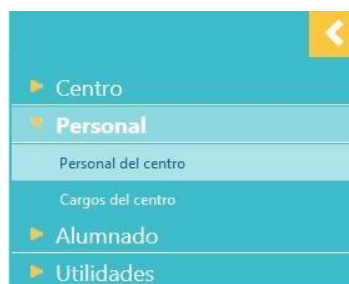 Centro
Personal
Personal del centro
Cargos del centro
Alumnado
Utilidades